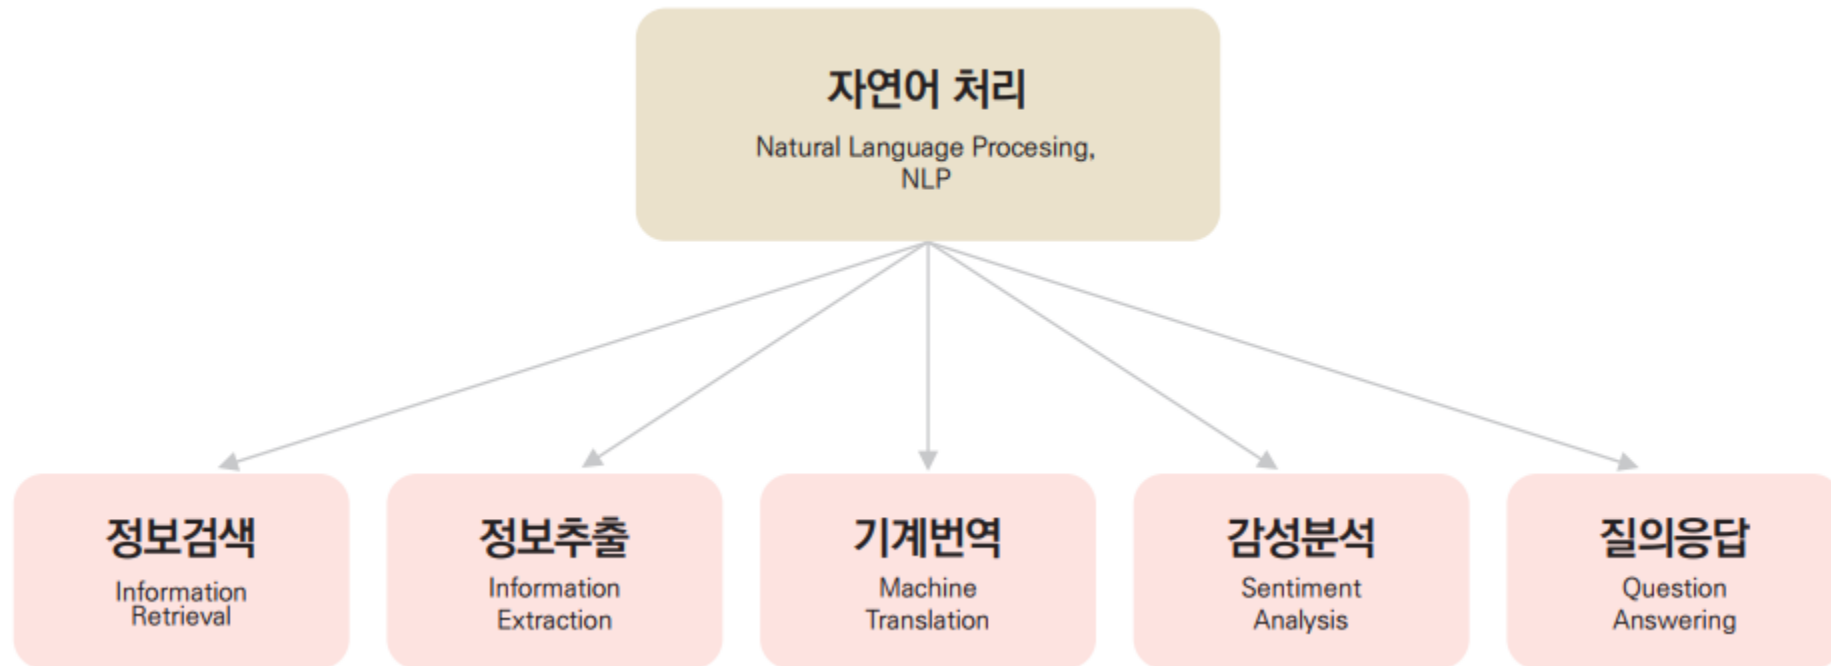 자연어 처리
Natural Language Procesing,
NLP
정보검색
Information
Retrieval
정보추출
Information
Extraction
기계번역
Machine
Translation
감성분석
Sentiment
Analysis
질의응답
Question
Answering